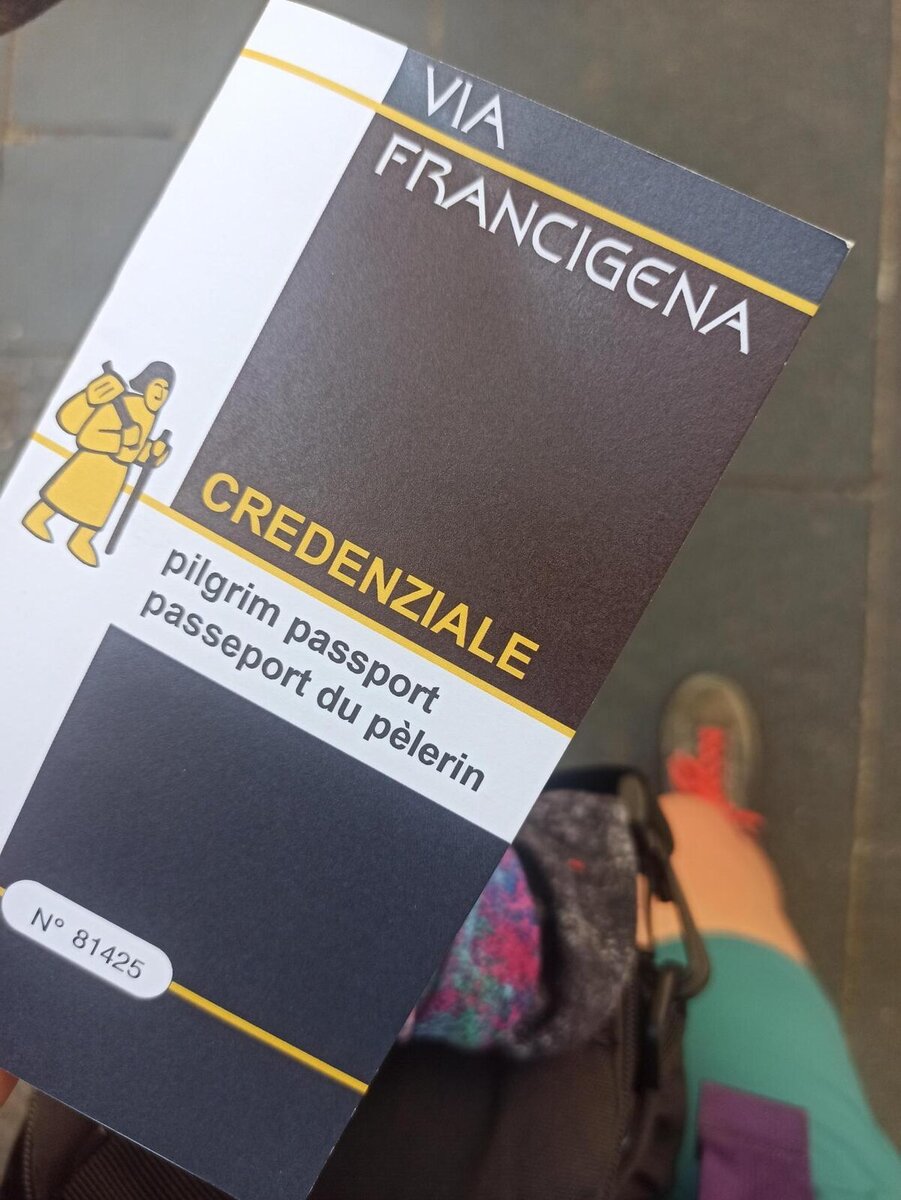 VIA
FRANCIGENA
CREDENZIALE
pilgrim passport
passeport du pèlerin
N° 81425